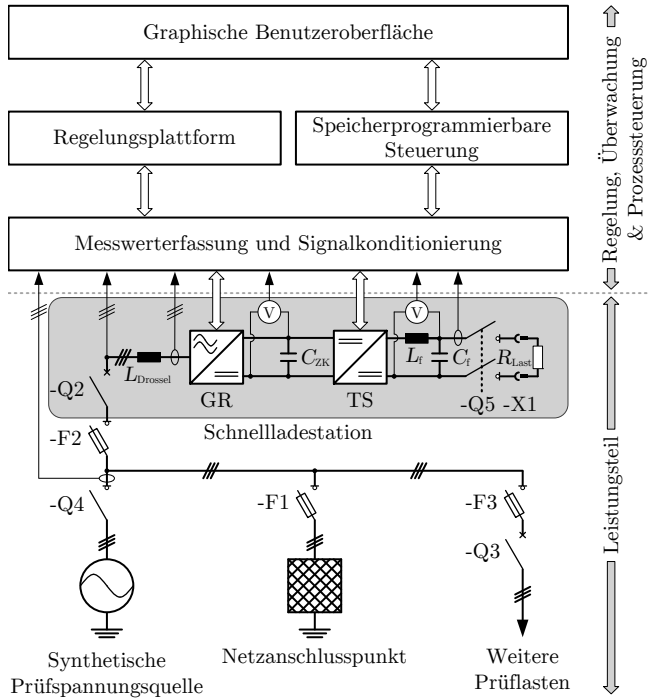 Graphische Benutzeroberfläche
Regelungsplattform
Speicherprogrammierbare
Steuerung
Messwerterfassung und Signalkonditionierung
Regelung, Überwachung
& Prozesssteuerung
V
V
L_Drossel
C_ZK
L_f
C_f
R_Last
GR
TS
-Q2
-Q5
-X1
Schnellladestation
-F2
-Q4
-F1
-F3
-Q3
Leistungsteil
Synthetische
Prüfspannungsquelle
Netzanschlusspunkt
Weitere
Prüflasten